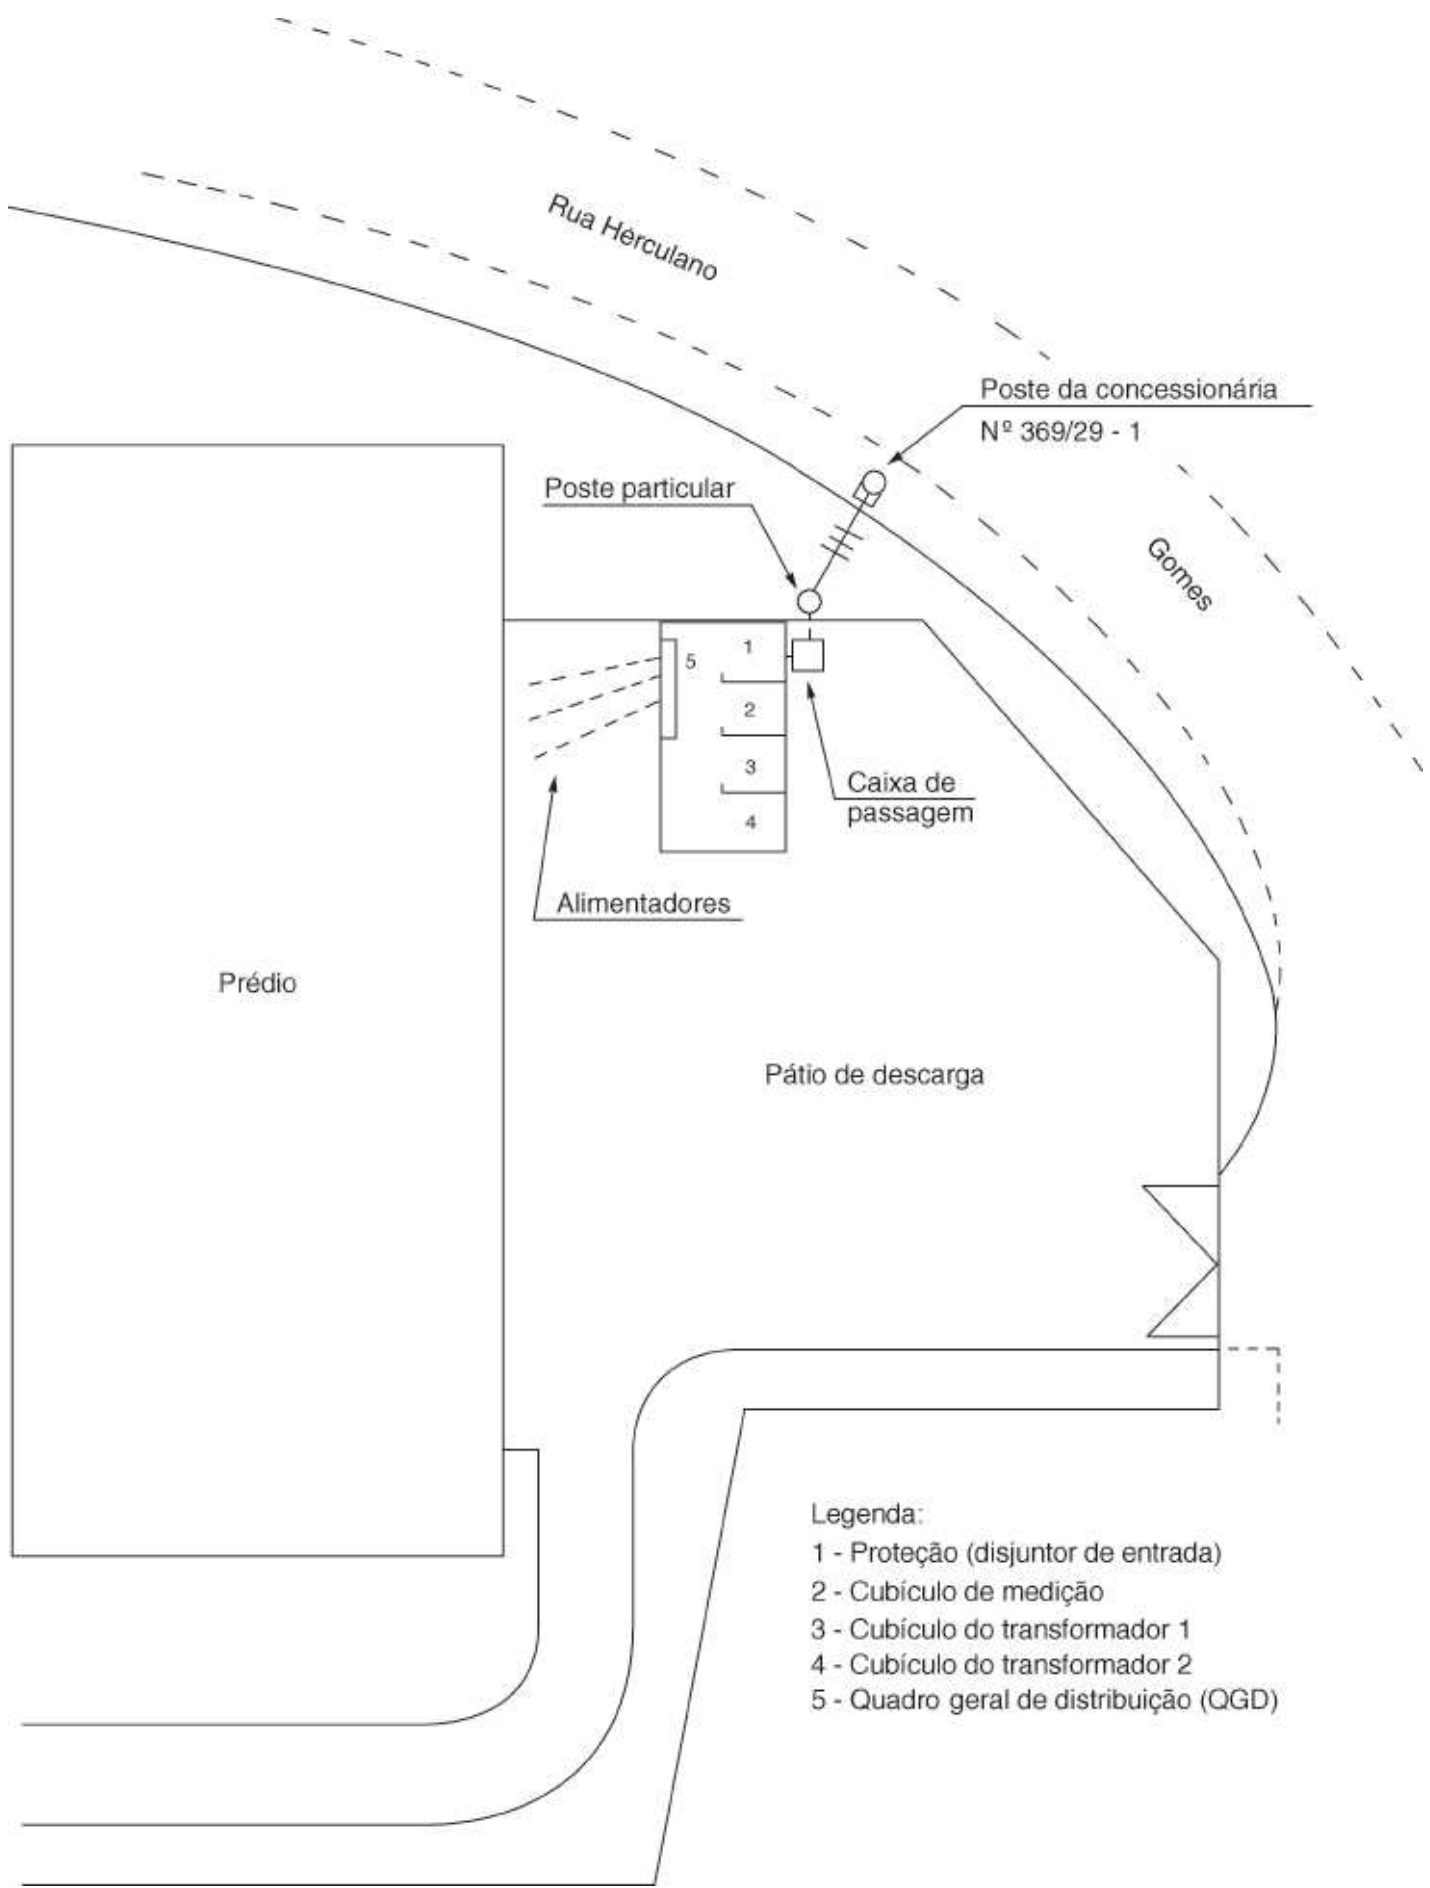 Rua Herculano
Poste da concessionária
Nº 369/29 - 1
Poste particular
Gomes
5
1
2
3
4
Caixa de
passagem
Alimentadores
Prédio
Pátio de descarga
Legenda:
1 - Proteção (disjuntor de entrada)
2 - Cubículo de medição
3 - Cubículo do transformador 1
4 - Cubículo do transformador 2
5 - Quadro geral de distribuição (QGD)